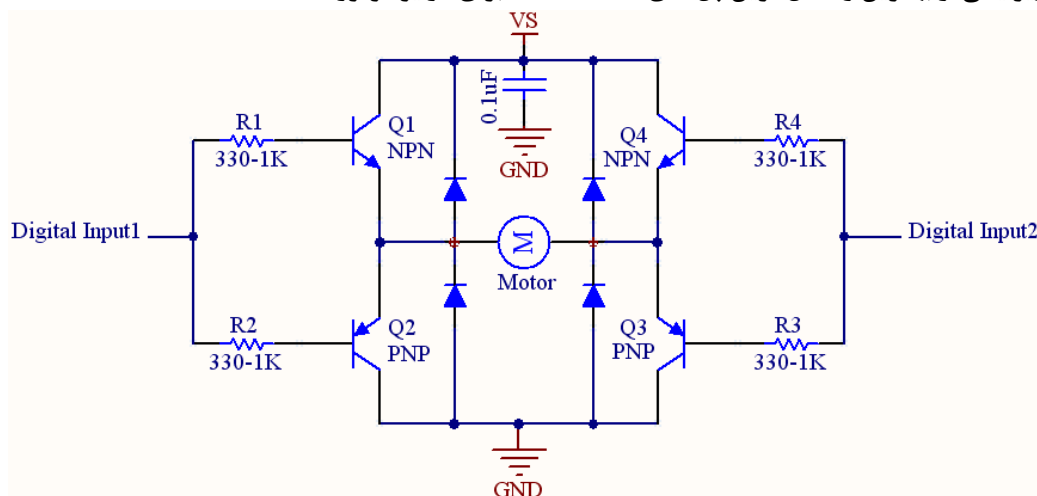 VS
0.1uF
GND
R1
330-1K
Q1
NPN
Q4
NPN
R4
330-1K
Digital Input1
M
Motor
Digital Input2
R2
330-1K
Q2
PNP
Q3
PNP
R3
330-1K
GND